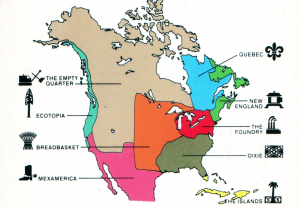 THE EMPTY
QUARTER
ECOTOPIA
BREADBASKET
MEXAMERICA
QUEBEC
NEW
ENGLAND
THE
FOUNDRY
DIXIE
THE ISLANDS